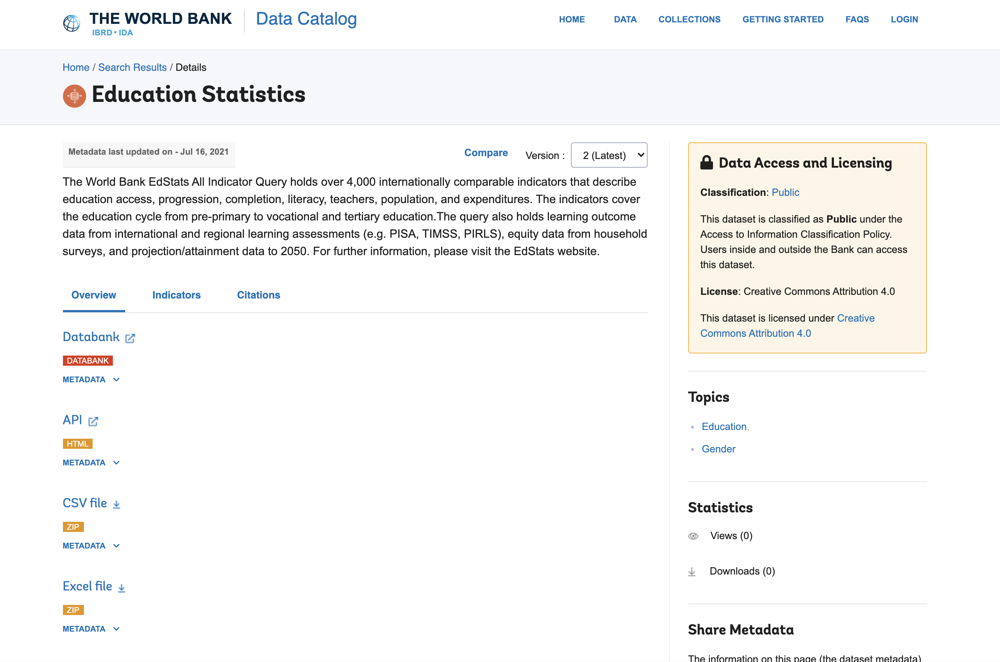 THE WORLD BANK
IBRD • IDA
Data Catalog
HOME
DATA
COLLECTIONS
GETTING STARTED
FAQS
LOGIN
Home / Search Results / Details
Education Statistics
Metadata last updated on - Jul 16, 2021
Compare
Version :
2 (Latest)
The World Bank EdStats All Indicator Query holds over 4,000 internationally comparable indicators that describe
education access, progression, completion, literacy, teachers, population, and expenditures. The indicators cover
the education cycle from pre-primary to vocational and tertiary education.The query also holds learning outcome
data from international and regional learning assessments (e.g. PISA, TIMSS, PIRLS), equity data from household
surveys, and projection/attainment data to 2050. For further information, please visit the EdStats website.
Overview
Indicators
Citations
Databank
DATABANK
METADATA
API
HTML
METADATA
CSV file
ZIP
METADATA
Excel file
ZIP
METADATA
Data Access and Licensing
Classification: Public
This dataset is classified as Public under the
Access to Information Classification Policy.
Users inside and outside the Bank can access
this dataset.
License: Creative Commons Attribution 4.0
This dataset is licensed under Creative
Commons Attribution 4.0
Topics
Education,
Gender
Statistics
Views (0)
Downloads (0)
Share Metadata
The information on this page (the dataset metadata)